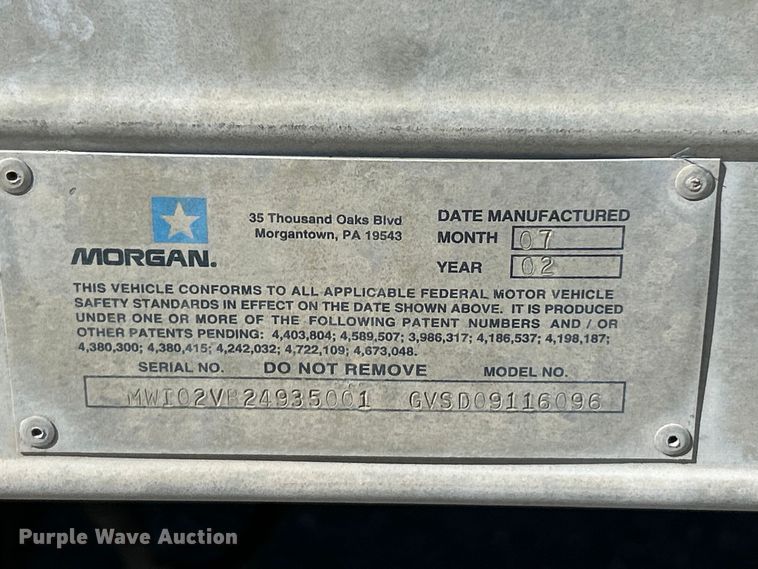 MORGAN.
35 Thousand Oaks Blvd
Morgantown, PA 19543
DATE MANUFACTURED
MONTH 07
YEAR 02
THIS VEHICLE CONFORMS TO ALL APPLICABLE FEDERAL MOTOR VEHICLE
SAFETY STANDARDS IN EFFECT ON THE DATE SHOWN ABOVE. IT IS PRODUCED
UNDER ONE OR MORE OF THE FOLLOWING PATENT NUMBERS AND / OR
OTHER PATENTS PENDING: 4,403,804; 4,589,507; 3,986,317; 4,186,537; 4,198,187;
4,380,300; 4,380,415; 4,242,032; 4,722,109; 4,673,048.
SERIAL NO. DO NOT REMOVE MODEL NO.
GVSD09116096
Purple Wave Auction